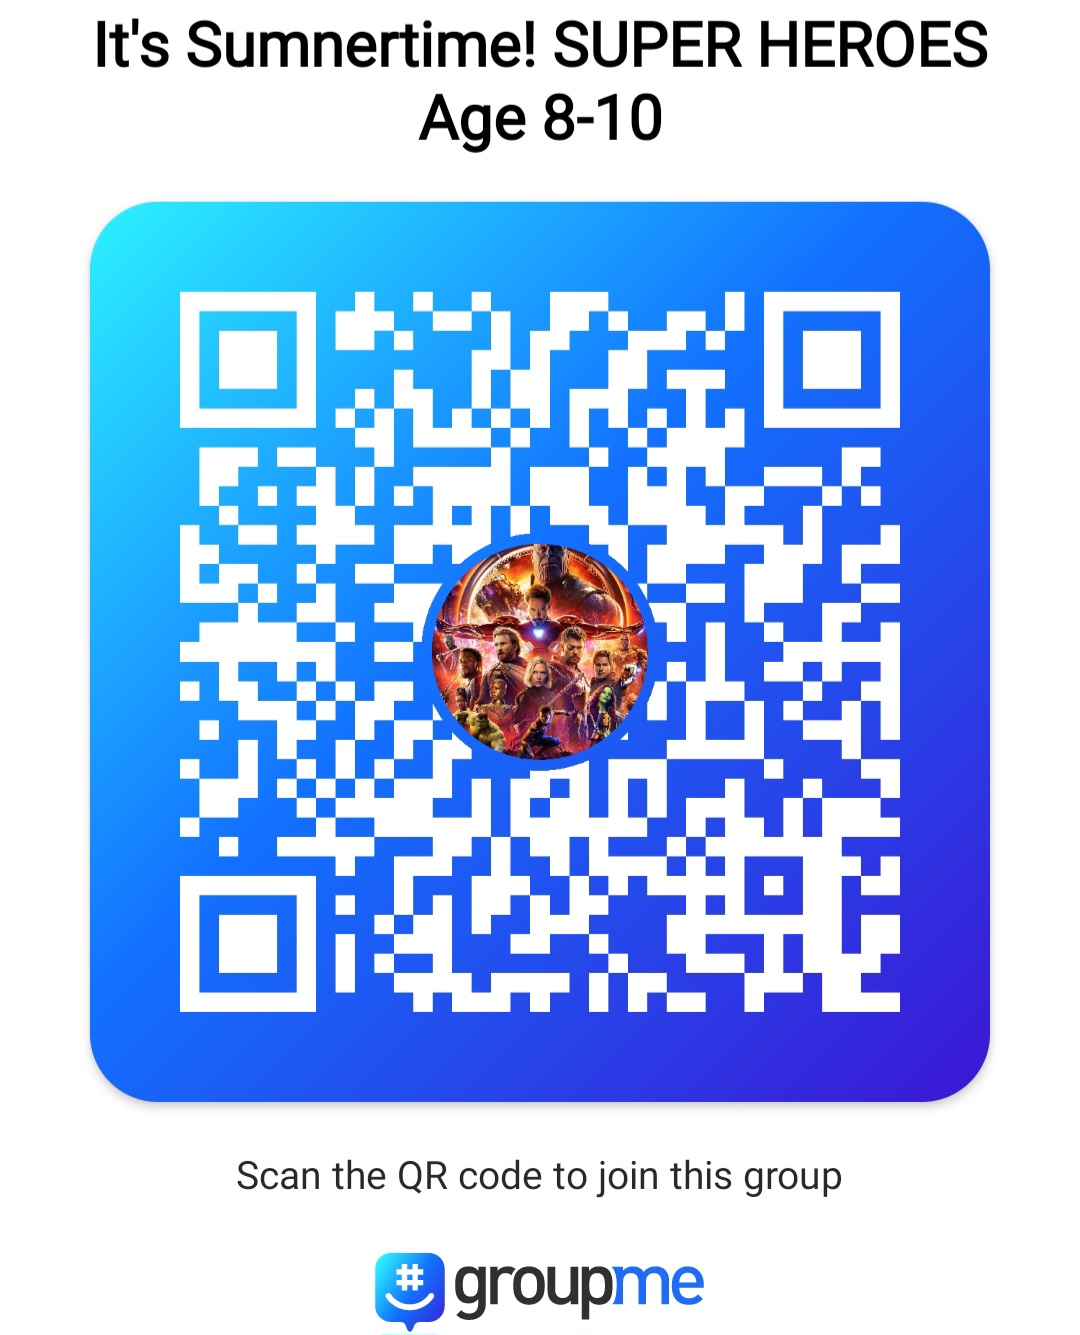 It's Sumnertime! SUPER HEROES
Age 8-10
Scan the QR code to join this group
groupme